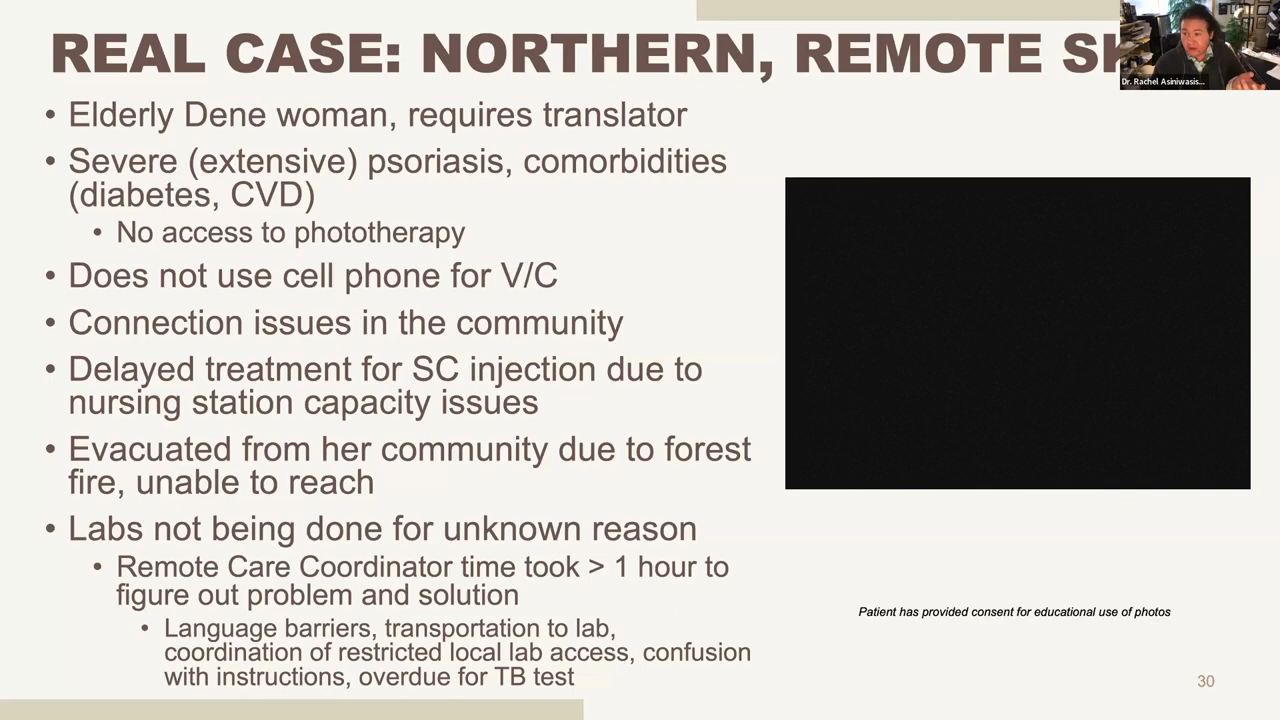 REAL CASE: NORTHERN, REMOTE SK
Dr. Rachel Asiniwasis...
• Elderly Dene woman, requires translator
• Severe (extensive) psoriasis, comorbidities
(diabetes, CVD)
• No access to phototherapy
• Does not use cell phone for V/C
• Connection issues in the community
• Delayed treatment for SC injection due to
nursing station capacity issues
• Evacuated from her community due to forest
fire, unable to reach
• Labs not being done for unknown reason
• Remote Care Coordinator time took > 1 hour to
figure out problem and solution
• Language barriers, transportation to lab,
coordination of restricted local lab access, confusion
with instructions, overdue for TB test
Patient has provided consent for educational use of photos
30